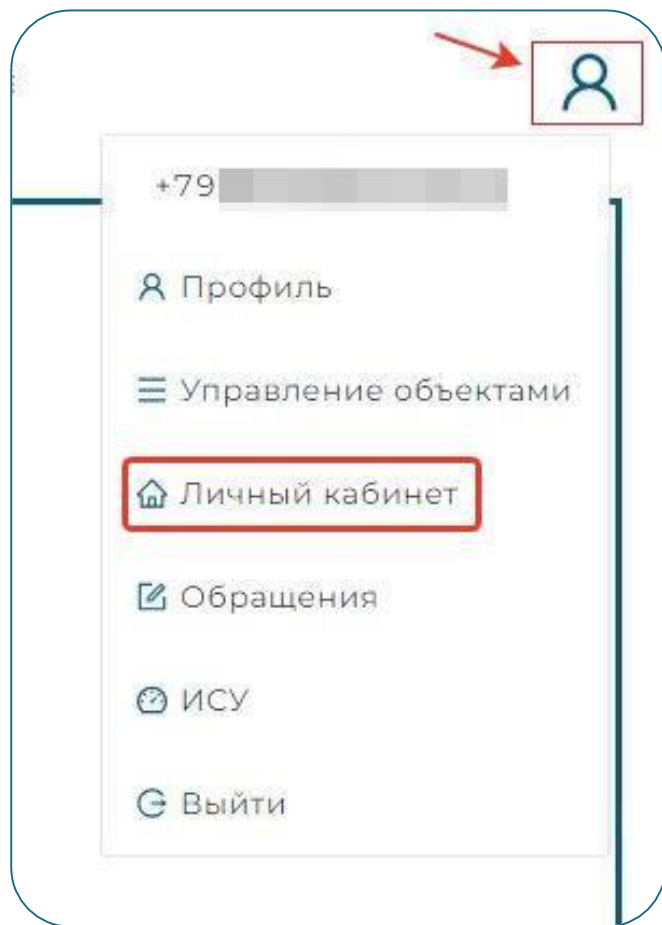 +79
Профиль
Управление объектами
Личный кабинет
Обращения
ИСУ
Выйти